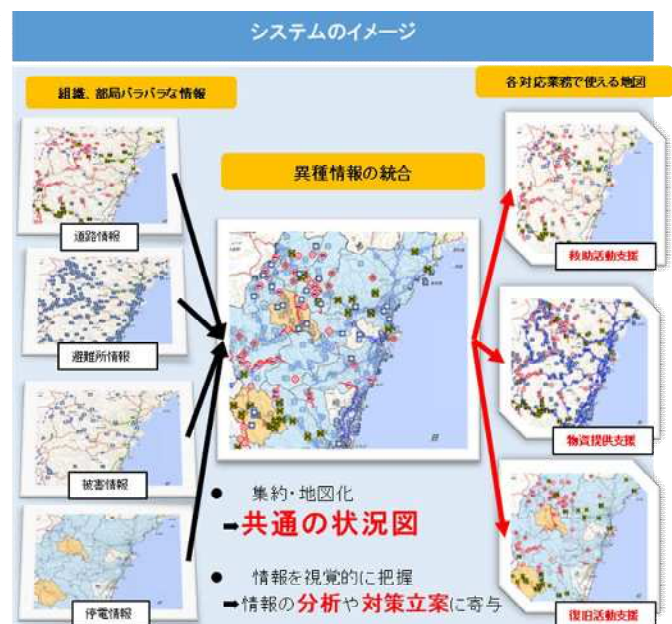 システムのイメージ
組織、部局バラバラな情報
道路情報
避難所情報
被害情報
停電情報
異種情報の統合
● 集約・地図化
➡共通の状況図
● 情報を視覚的に把握
➡情報の分析や対策立案に寄与
各対応業務で使える地図
救助活動支援
物資提供支援
復旧活動支援